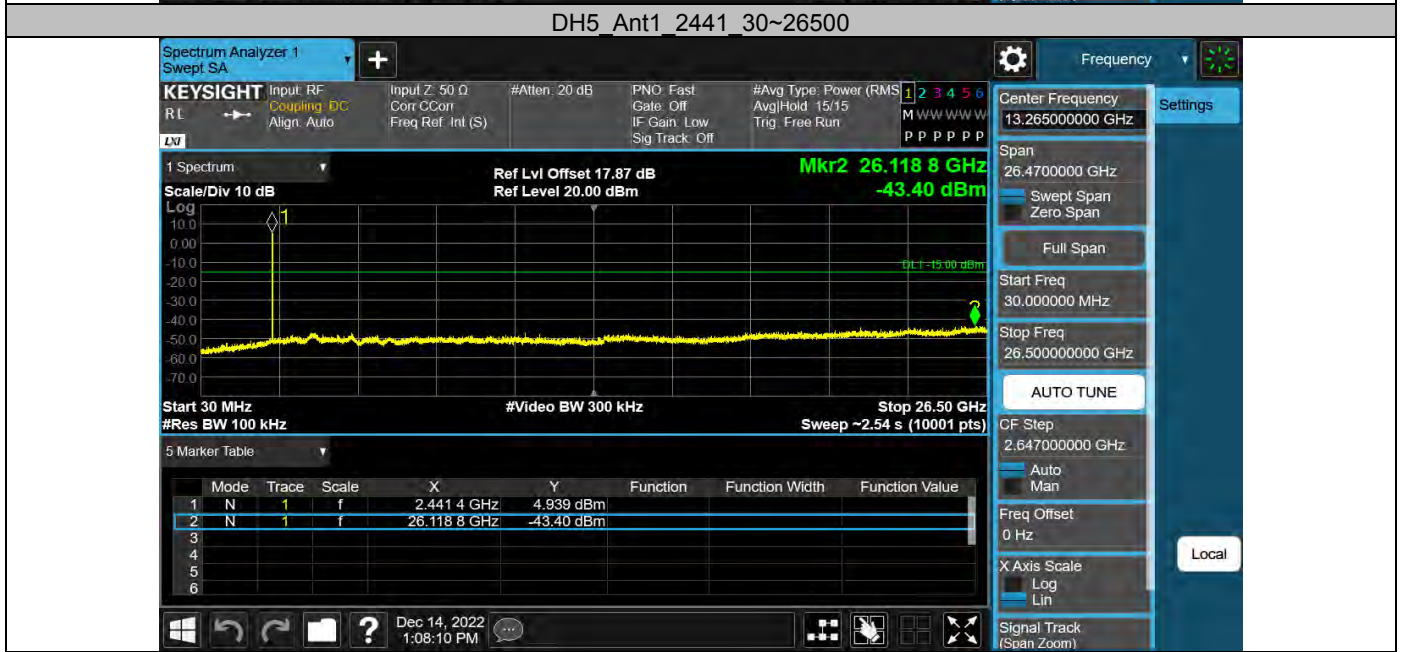 DH5_Ant1_2441_30~26500
Spectrum Analyzer 1
Swept SA
+
Frequency
KEYSIGHT
RL
LXI
Input: RF
Coupling: DC
Align: Auto
Input Z: 50 Ω
Corr CCorr
Freq Ref: Int (S)
#Atten: 20 dB
PNO: Fast
Gate: Off
IF Gain: Low
Sig Track: Off
#Avg Type: Power (RMS
Avg|Hold: 15/15
Trig: Free Run
1 2 3 4 5 6
M W W W W W
P P P P P P
Center Frequency
13.265000000 GHz
Settings
1 Spectrum
Scale/Div 10 dB
Ref Lvl Offset 17.87 dB
Ref Level 20.00 dBm
Mkr2 26.118 8 GHz
-43.40 dBm
Span
26.4700000 GHz
Swept Span
Zero Span
Full Span
Log
10.0
0.00
-10.0
-20.0
-30.0
-40.0
-50.0
-60.0
-70.0
1
DL1 -15.00 dBm
2
Start Freq
30.000000 MHz
Stop Freq
26.500000000 GHz
AUTO TUNE
Start 30 MHz
#Video BW 300 kHz
Stop 26.50 GHz
#Res BW 100 kHz
Sweep ~2.54 s (10001 pts)
CF Step
2.647000000 GHz
Auto
Man
5 Marker Table
Mode Trace Scale X Y Function Function Width Function Value
1 N 1 f 2.441 4 GHz 4.939 dBm
2 N 1 f 26.118 8 GHz -43.40 dBm
3
4
5
6
Freq Offset
0 Hz
Local
X Axis Scale
Log
Lin
Signal Track
(Span Zoom)
?
Dec 14, 2022
1:08:10 PM